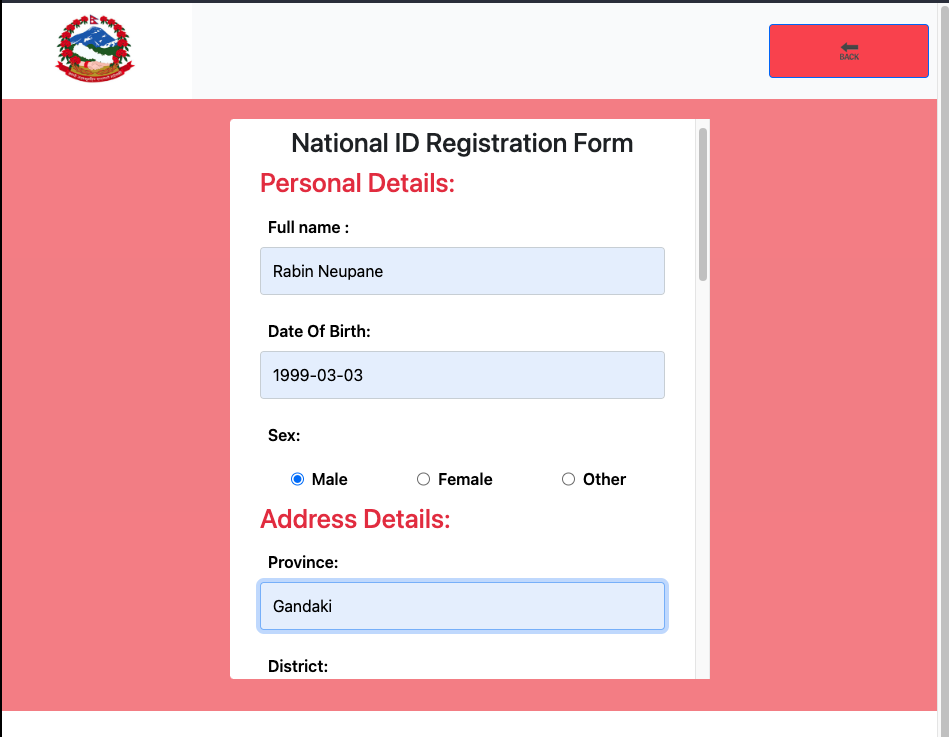 BACK
National ID Registration Form
Personal Details:
Full name :
Rabin Neupane
Date Of Birth:
1999-03-03
Sex:
Male Female Other
Address Details:
Province:
Gandaki
District: